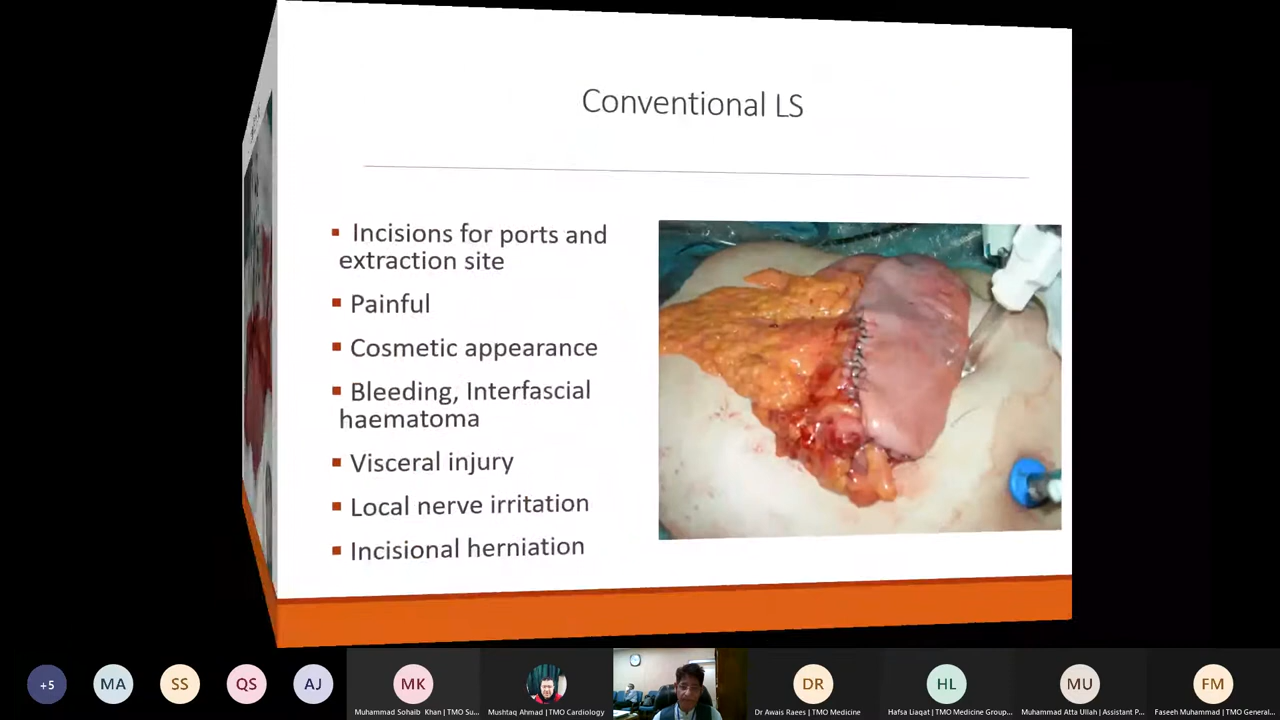 Conventional LS
Incisions for ports and
extraction site
Painful
Cosmetic appearance
Bleeding, Interfascial
haematoma
Visceral injury
Local nerve irritation
Incisional herniation
+5
MA
SS
QS
AJ
MK
DR
HL
MU
FM
Muhammad Sohaib Khan | TMO Su...
Mushtaq Ahmad | TMO Cardiology
Dr Awais Raees | TMO Medicine
Hafsa Liaqat | TMO Medicine Group...
Muhammad Atta Ullah | Assistant P...
Faseeh Muhammad | TMO General...